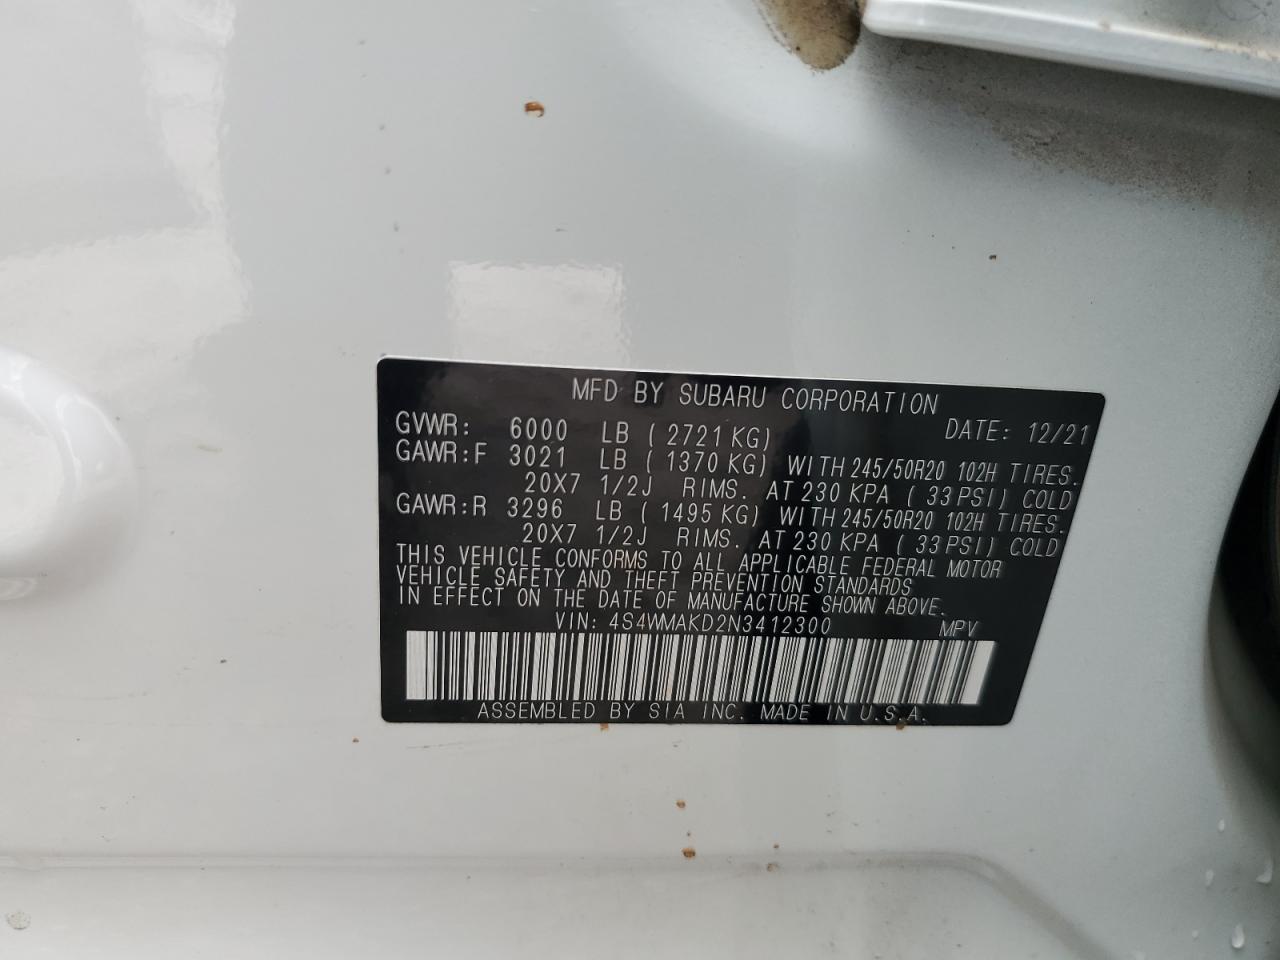 MFD BY SUBARU CORPORATION
GVWR: 6000 LB ( 2721 KG) DATE: 12/21
GAWR:F 3021 LB ( 1370 KG) WITH 245/50R20 102H TIRES.
20X7 1/2J RIMS. AT 230 KPA ( 33 PSI) COLD
GAWR:R 3296 LB ( 1495 KG) WITH 245/50R20 102H TIRES.
20X7 1/2J RIMS. AT 230 KPA ( 33 PSI) COLD
THIS VEHICLE CONFORMS TO ALL APPLICABLE FEDERAL MOTOR
VEHICLE SAFETY AND THEFT PREVENTION STANDARDS
IN EFFECT ON THE DATE OF MANUFACTURE SHOWN ABOVE.
VIN: 4S4WMAKD2N3412300 MPV
ASSEMBLED BY SIA INC. MADE IN U.S.A.